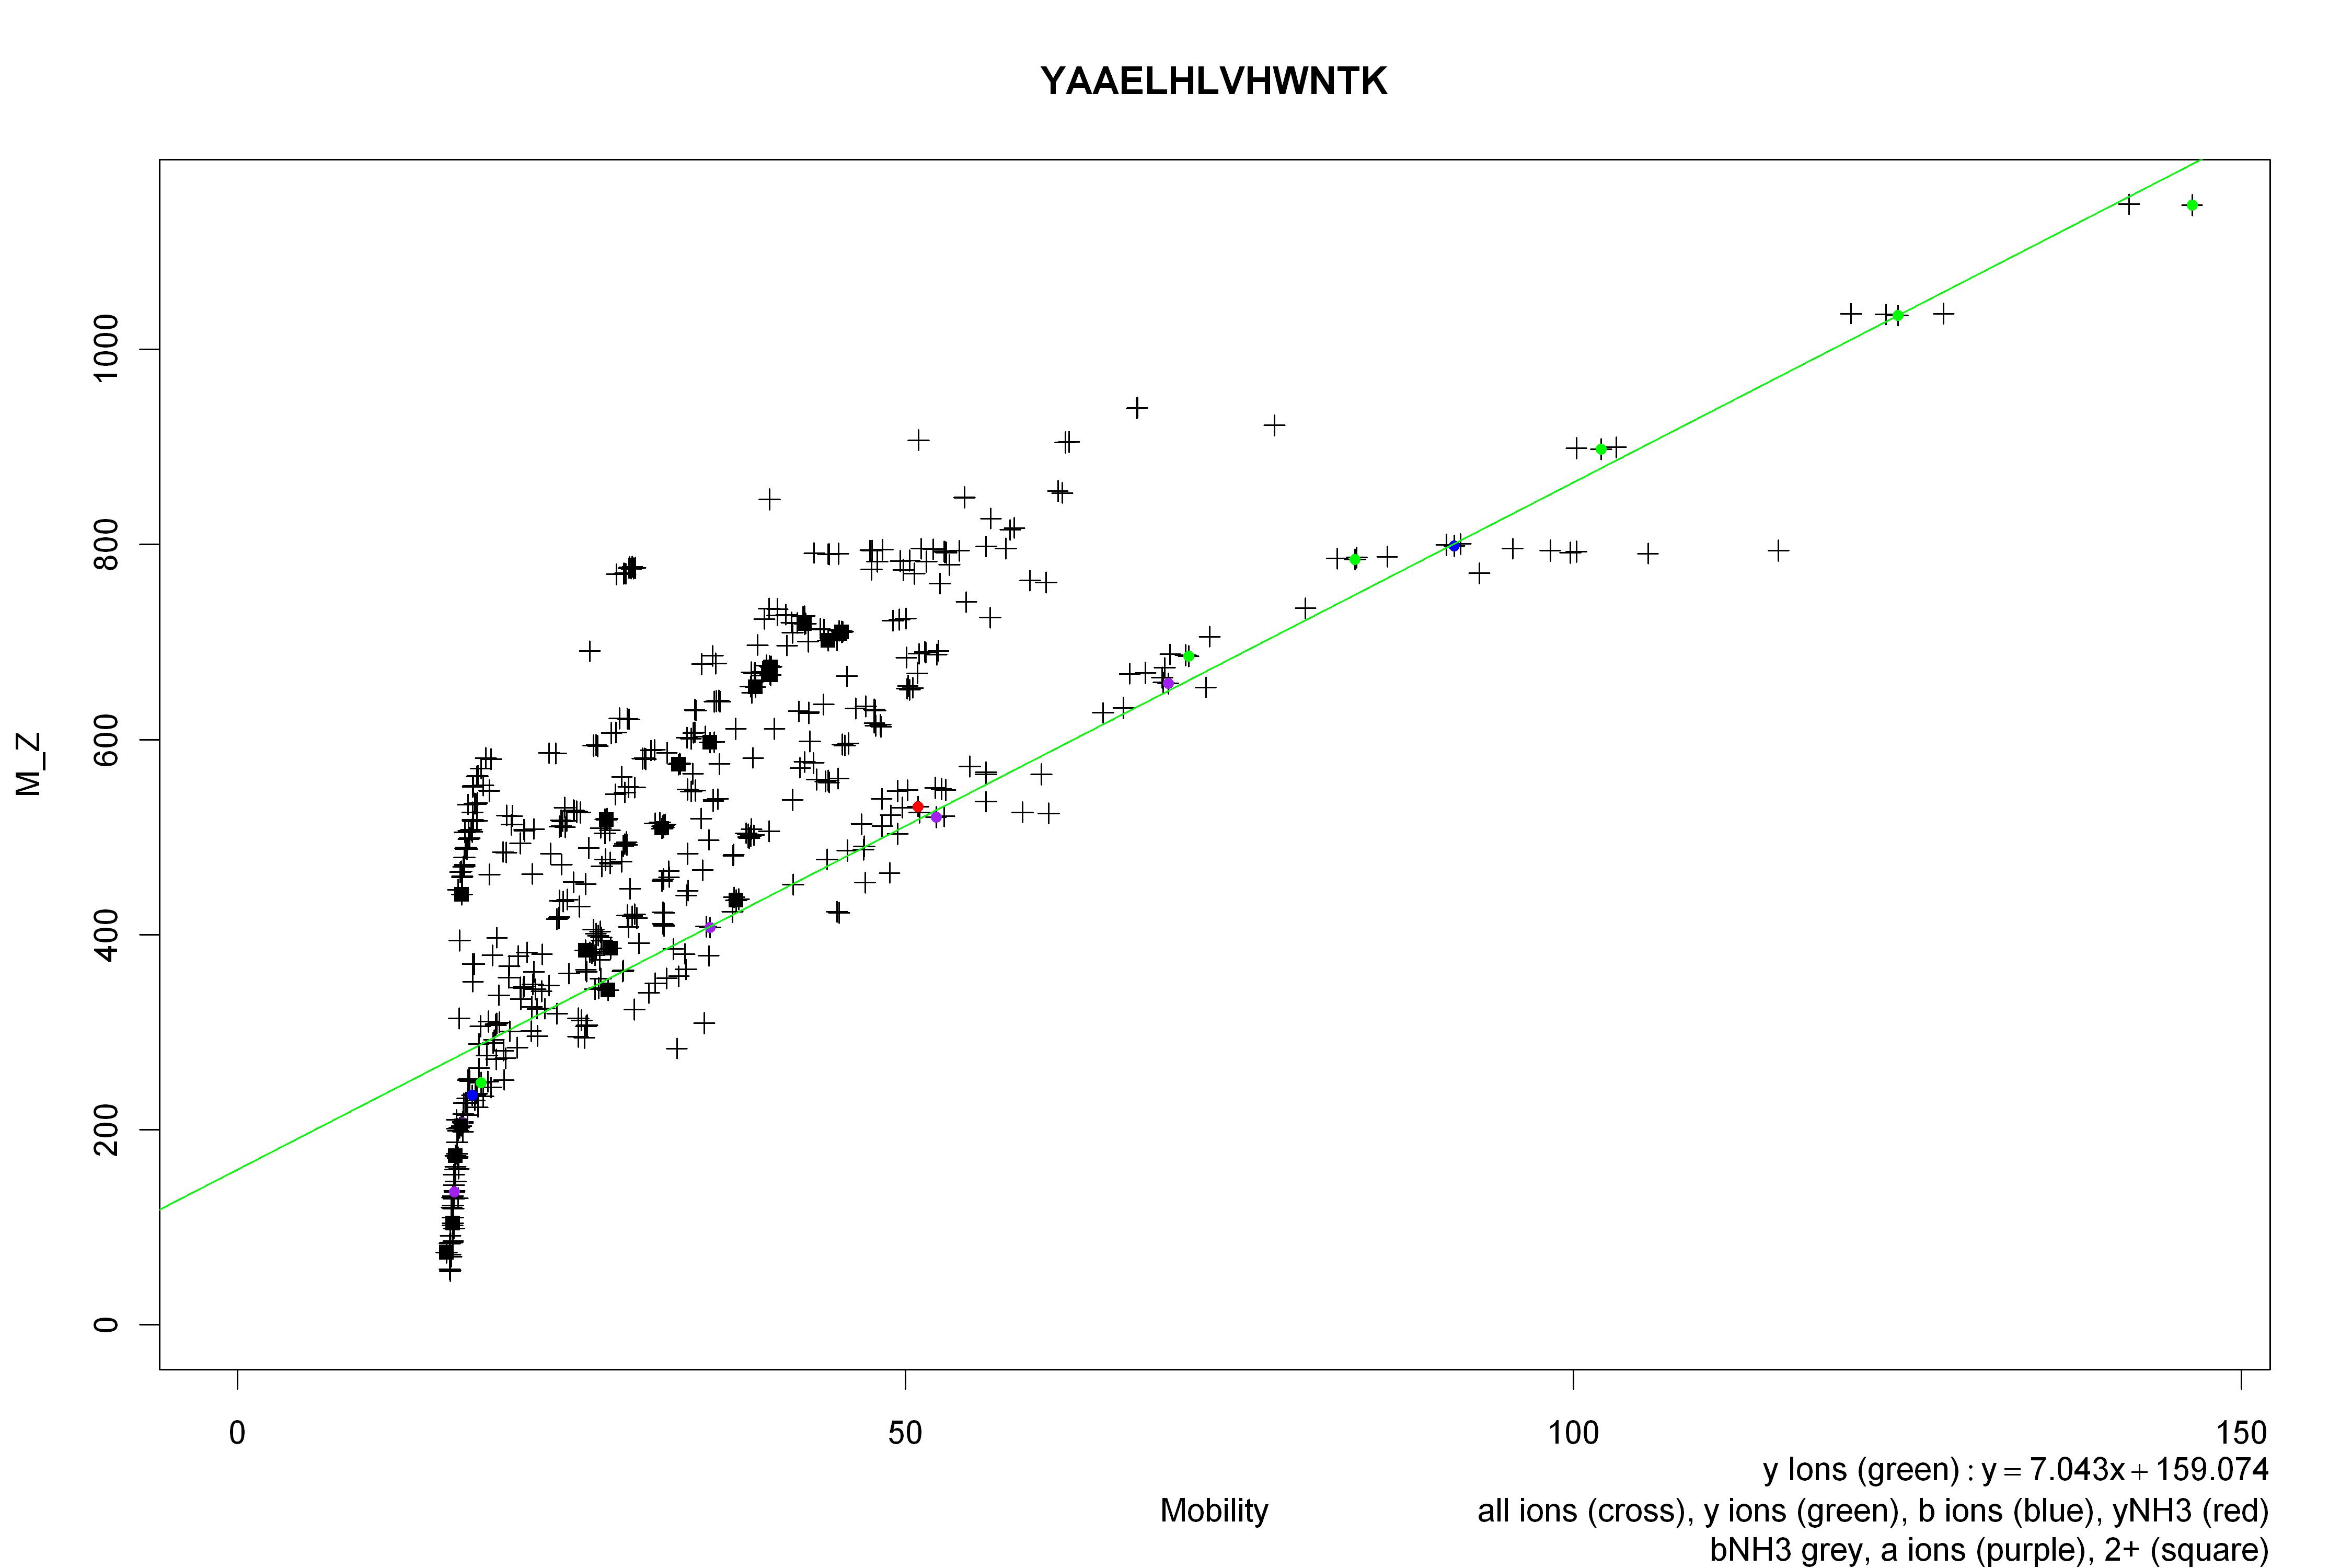 YAAELHLVHWNTK
M_Z
1000
800
600
400
200
0
0 50 100 150
y Ions (green) : y = 7.043x + 159.074
Mobility all ions (cross), y ions (green), b ions (blue), yNH3 (red)
bNH3 grey, a ions (purple), 2+ (square)